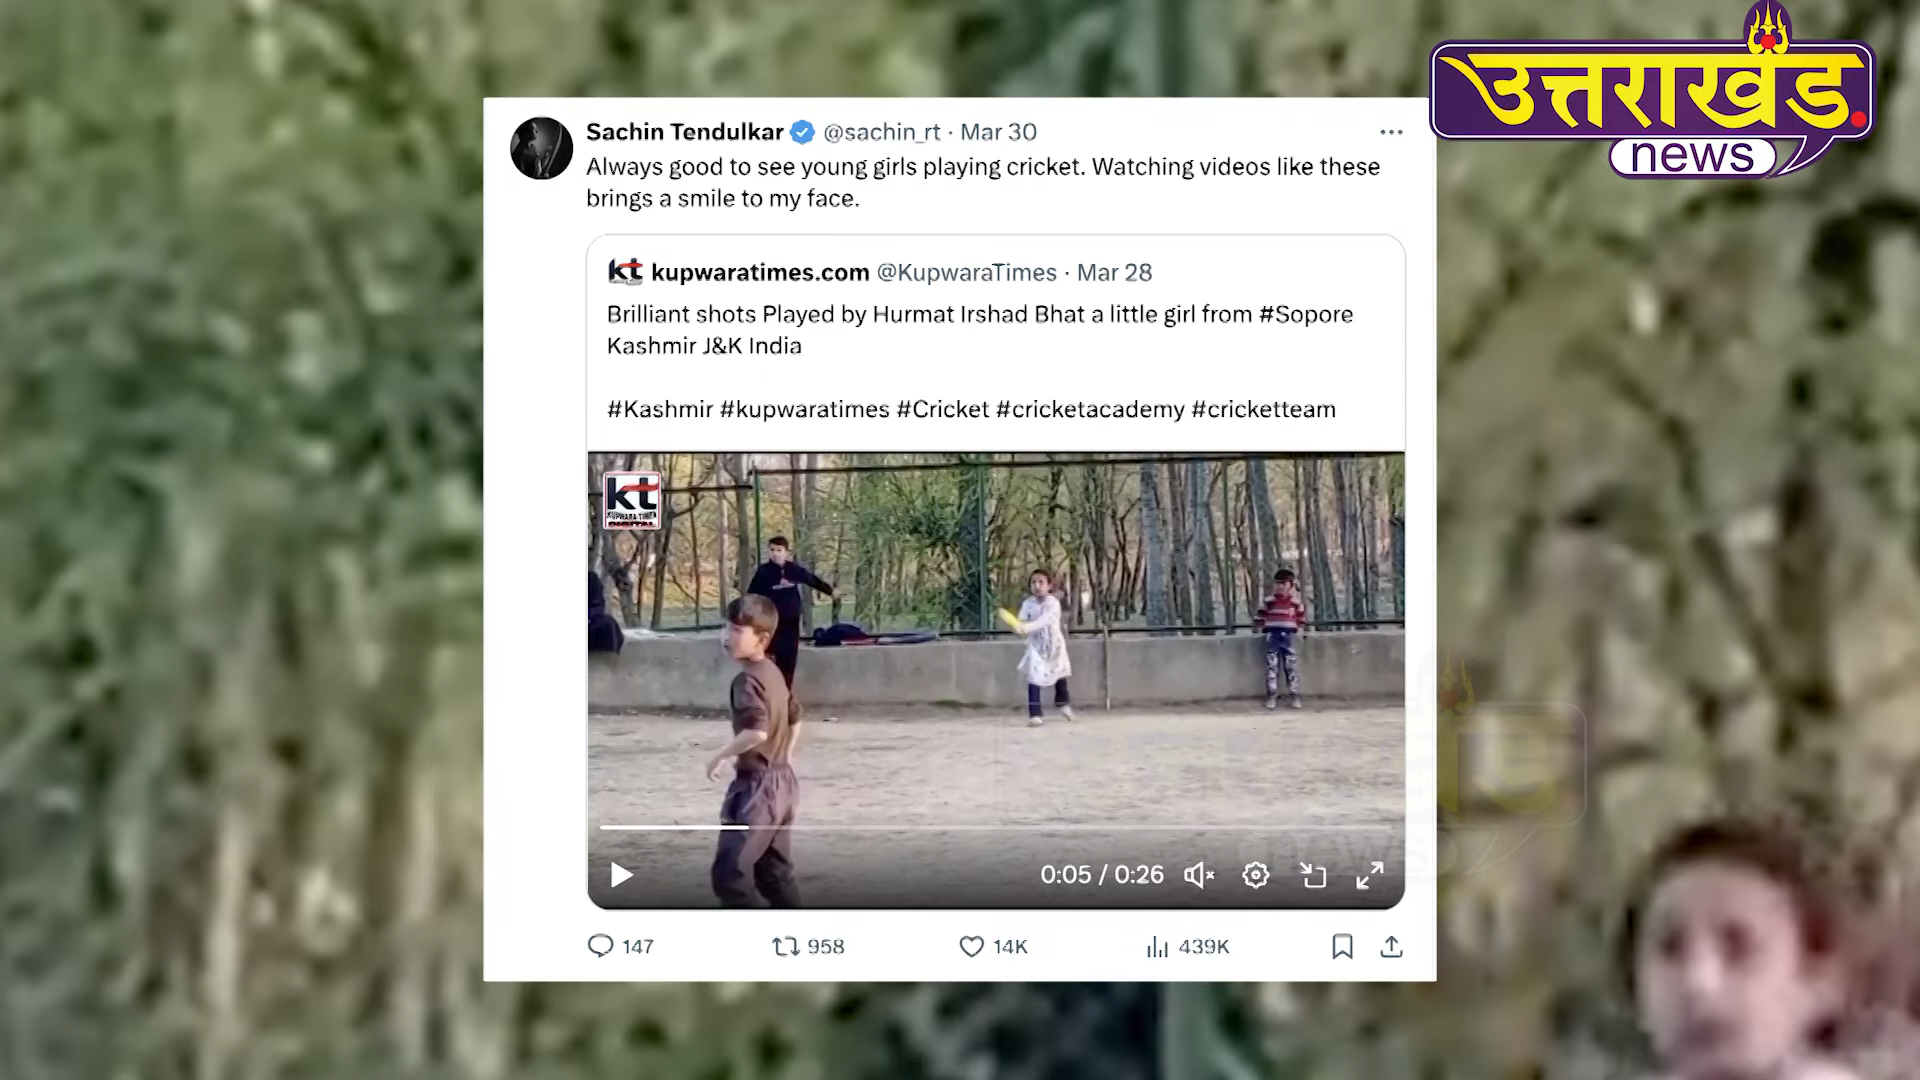 उत्तराखंड
news
Sachin Tendulkar @sachin_rt · Mar 30
Always good to see young girls playing cricket. Watching videos like these
brings a smile to my face.
kt kupwaratimes.com @KupwaraTimes · Mar 28
Brilliant shots Played by Hurmat Irshad Bhat a little girl from #Sopore
Kashmir J&K India
#Kashmir #kupwaratimes #Cricket #cricketacademy #cricketteam
kt
KUPWARA TIMES
DIGITAL
0:05 / 0:26
147 958 14K 439K